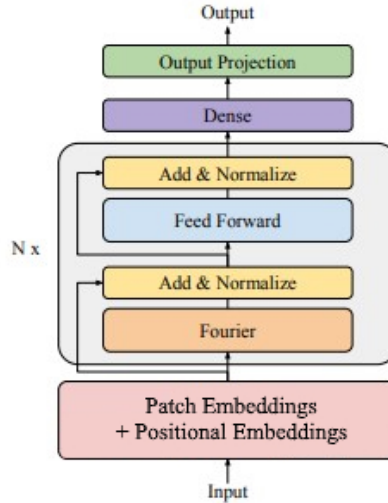 Output
Output Projection
Dense
Add & Normalize
Feed Forward
N x
Add & Normalize
Fourier
Patch Embeddings
+ Positional Embeddings
Input